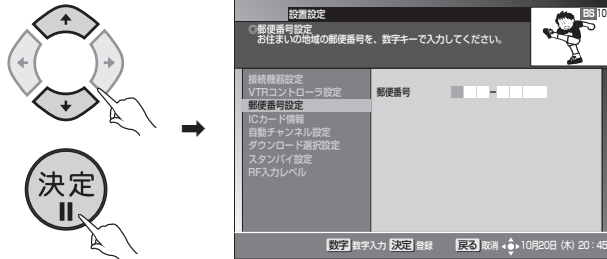 決定
設置設定
BS 10
◎郵便番号設定
お住まいの地域の郵便番号を、数字キーで入力してください。
接続機器設定
VTRコントローラ設定
郵便番号設定
ICカード情報
自動チャンネル設定
ダウンロード選択設定
スタンバイ設定
RF入力レベル
郵便番号 -
数字 数字入力 決定 登録 戻る 取消 10月20日 (木) 20:45